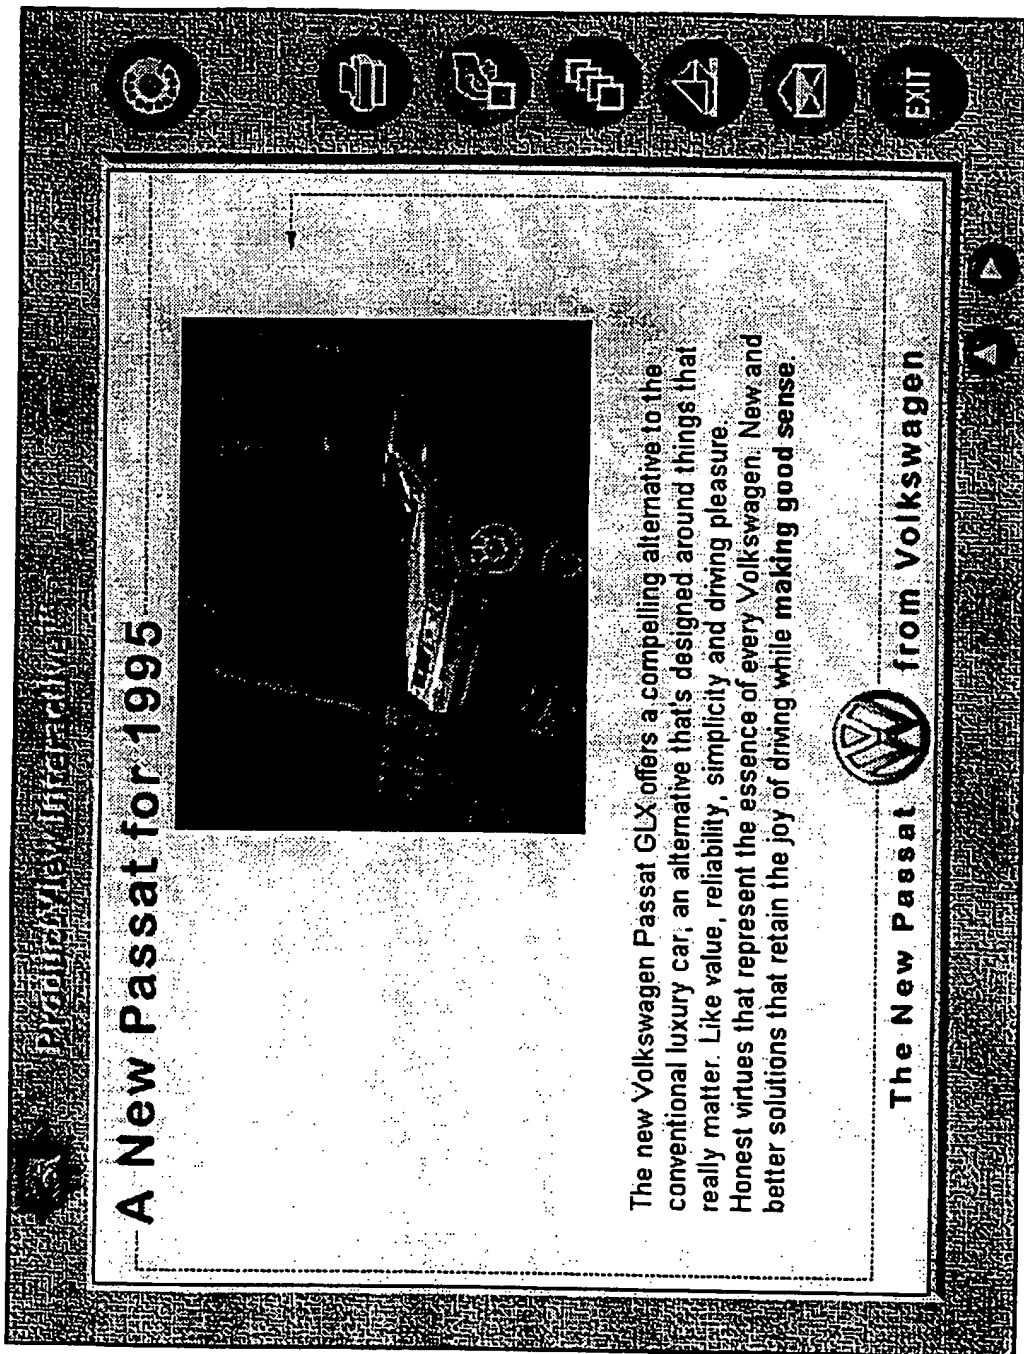 ProductView Interactive
A New Passat for 1995
The new Volkswagen Passat GLX offers a compelling alternative to the
conventional luxury car; an alternative that's designed around things that
really matter. Like value, reliability, simplicity and driving pleasure.
Honest virtues that represent the essence of every Volkswagen. New and
better solutions that retain the joy of driving while making good sense.
The New Passat from Volkswagen
EXIT